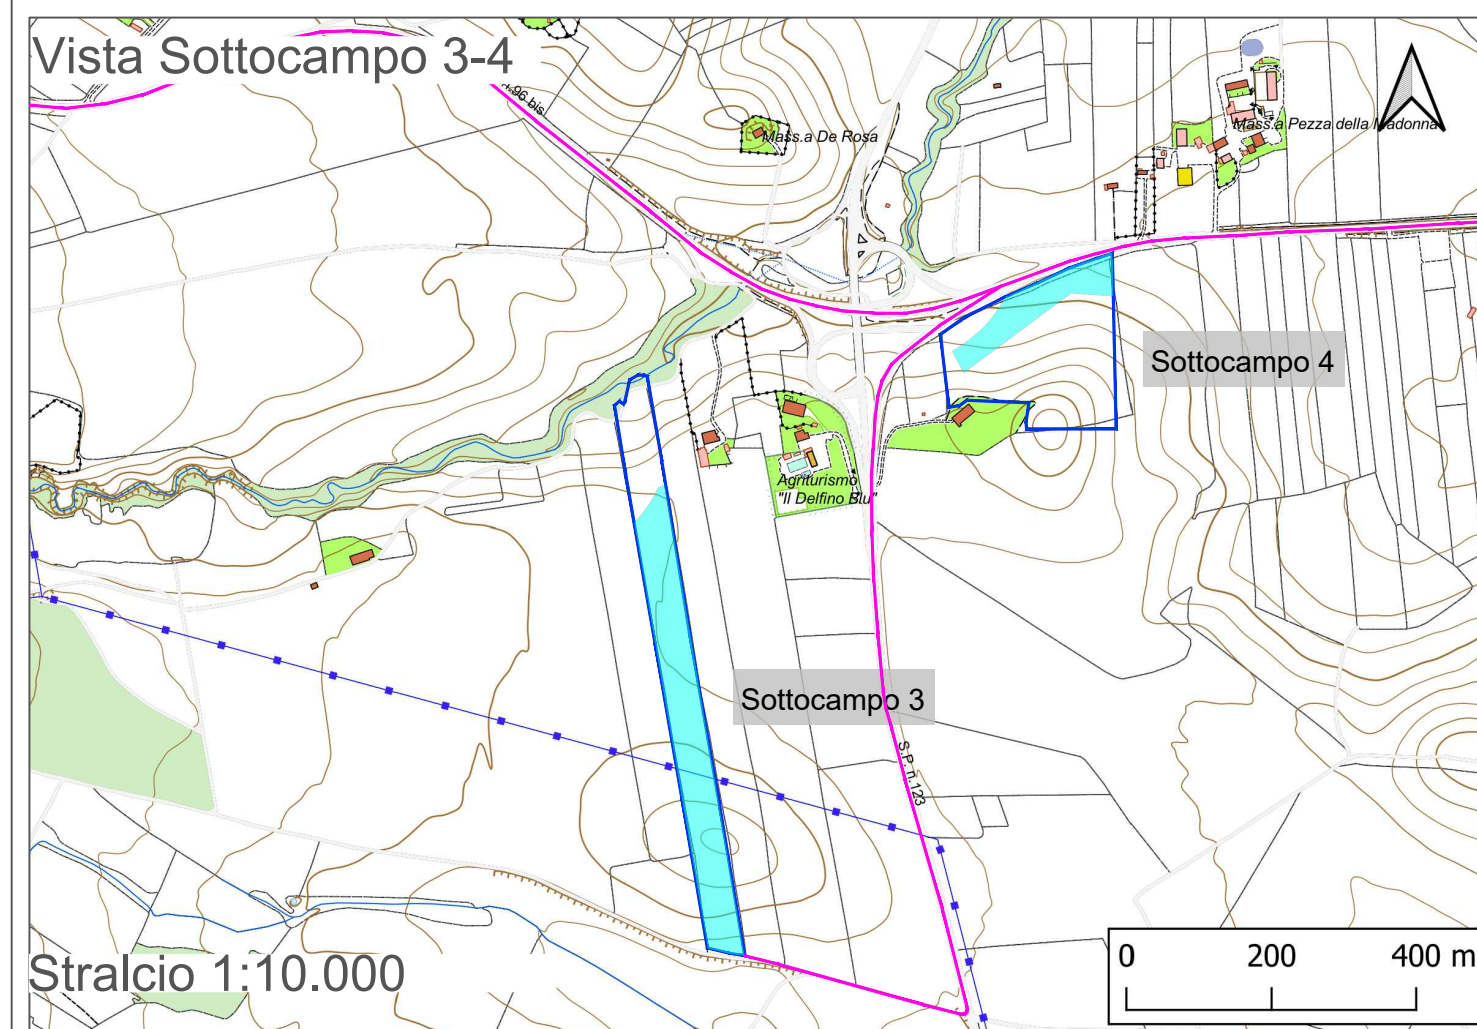 Vista Sottocampo 3-4
96 bis
Mass.a De Rosa
Mass.a Pezza della Madonna
Sottocampo 4
Agriturismo
"Il Delfino Blu"
Sottocampo 3
S.P. n.123
Stralcio 1:10.000
0 200 400 m